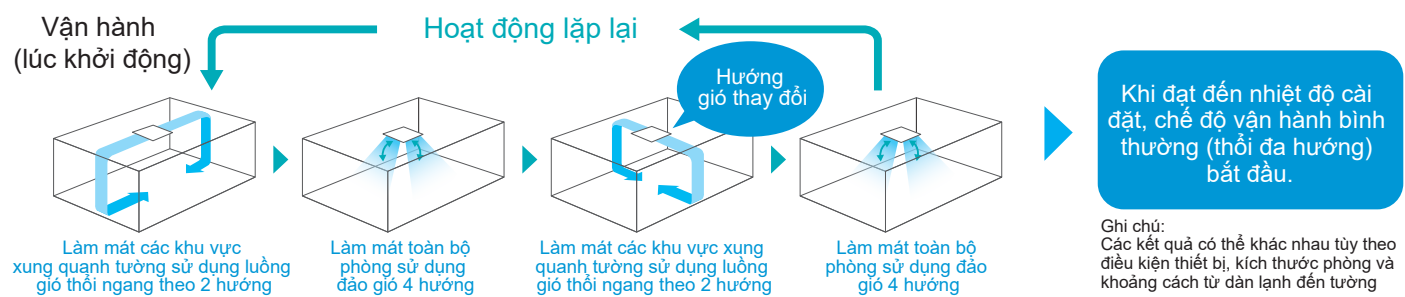 Vận hành
(lúc khởi động)
Hoạt động lặp lại
Hướng
gió thay đổi
Làm mát các khu vực
xung quanh tường sử dụng luồng
gió thổi ngang theo 2 hướng
Làm mát toàn bộ
phòng sử dụng
đảo gió 4 hướng
Làm mát các khu vực xung
quanh tường sử dụng luồng
gió thổi ngang theo 2 hướng
Làm mát toàn bộ
phòng sử dụng đảo
gió 4 hướng
Khi đạt đến nhiệt độ cài
đặt, chế độ vận hành bình
thường (thổi đa hướng)
bắt đầu.
Ghi chú:
Các kết quả có thể khác nhau tùy theo
điều kiện thiết bị, kích thước phòng và
khoảng cách từ dàn lạnh đến tường